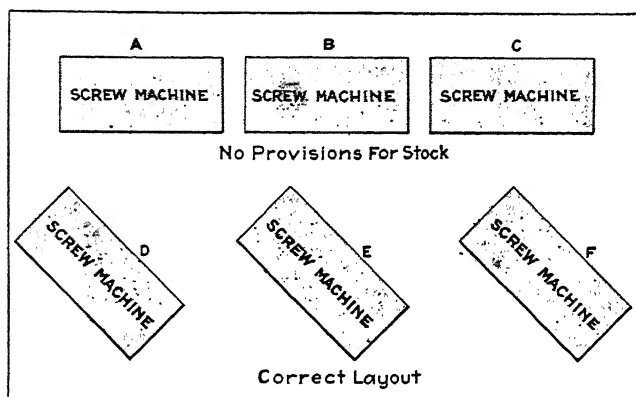 A B C
SCREW MACHINE SCREW MACHINE SCREW MACHINE
No Provisions For Stock
SCREW MACHINE D SCREW MACHINE E SCREW MACHINE F
Correct Layout